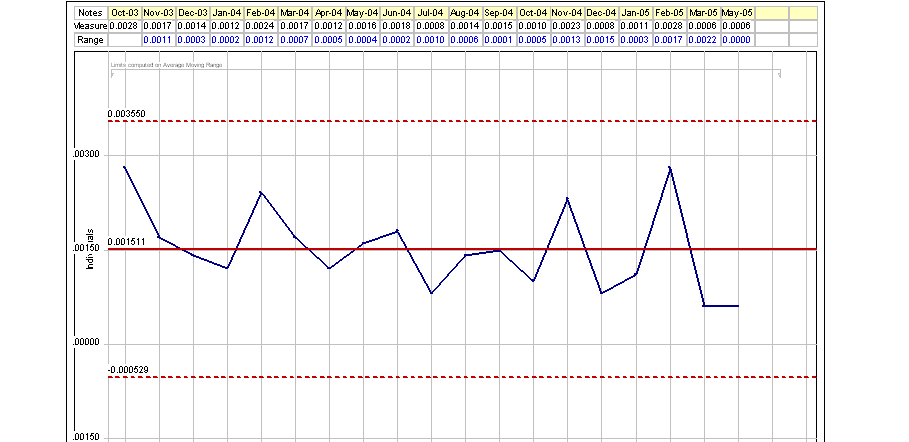 Notes Oct-03 Nov-03 Dec-03 Jan-04 Feb-04 Mar-04 Apr-04 May-04 Jun-04 Jul-04 Aug-04 Sep-04 Oct-04 Nov-04 Dec-04 Jan-05 Feb-05 Mar-05 May-05
Measure 0.0028 0.0017 0.0014 0.0012 0.0024 0.0017 0.0012 0.0016 0.0018 0.0008 0.0014 0.0015 0.0010 0.0023 0.0008 0.0011 0.0028 0.0006 0.0006
Range 0.0011 0.0003 0.0002 0.0012 0.0007 0.0005 0.0004 0.0002 0.0010 0.0006 0.0001 0.0005 0.0013 0.0015 0.0003 0.0017 0.0022 0.0000
Limits computed on Average Moving Range
0.003550
.00300
0.001511
.00150
Individuals
.00000
-0.000529
.00150